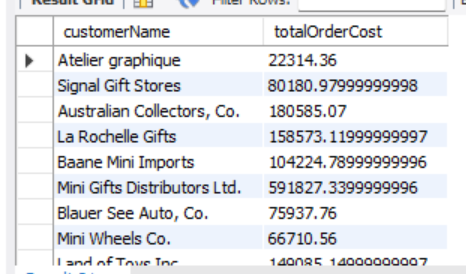 Result Grid Filter Rows:
customerName totalOrderCost
Atelier graphique 22314.36
Signal Gift Stores 80180.97999999998
Australian Collectors, Co. 180585.07
La Rochelle Gifts 158573.11999999997
Baane Mini Imports 104224.78999999996
Mini Gifts Distributors Ltd. 591827.3399999996
Blauer See Auto, Co. 75937.76
Mini Wheels Co. 66710.56
Land of Toys Inc. 149085.14999999997